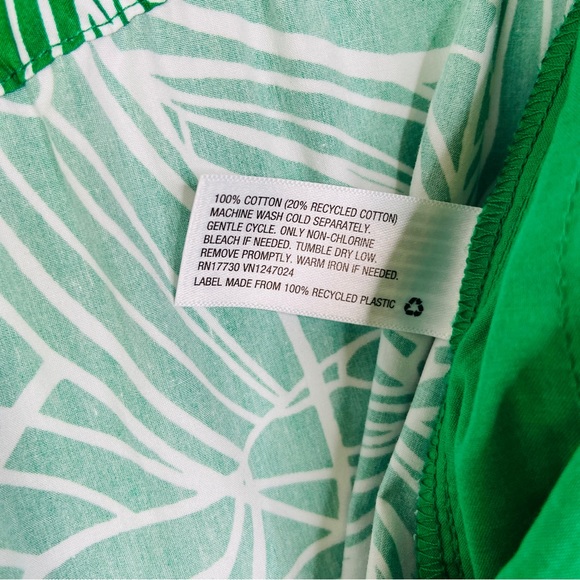 100% COTTON (20% RECYCLED COTTON)
MACHINE WASH COLD SEPARATELY.
GENTLE CYCLE. ONLY NON-CHLORINE
BLEACH IF NEEDED. TUMBLE DRY LOW.
REMOVE PROMPTLY. WARM IRON IF NEEDED.
RN17730 VN1247024
LABEL MADE FROM 100% RECYCLED PLASTIC